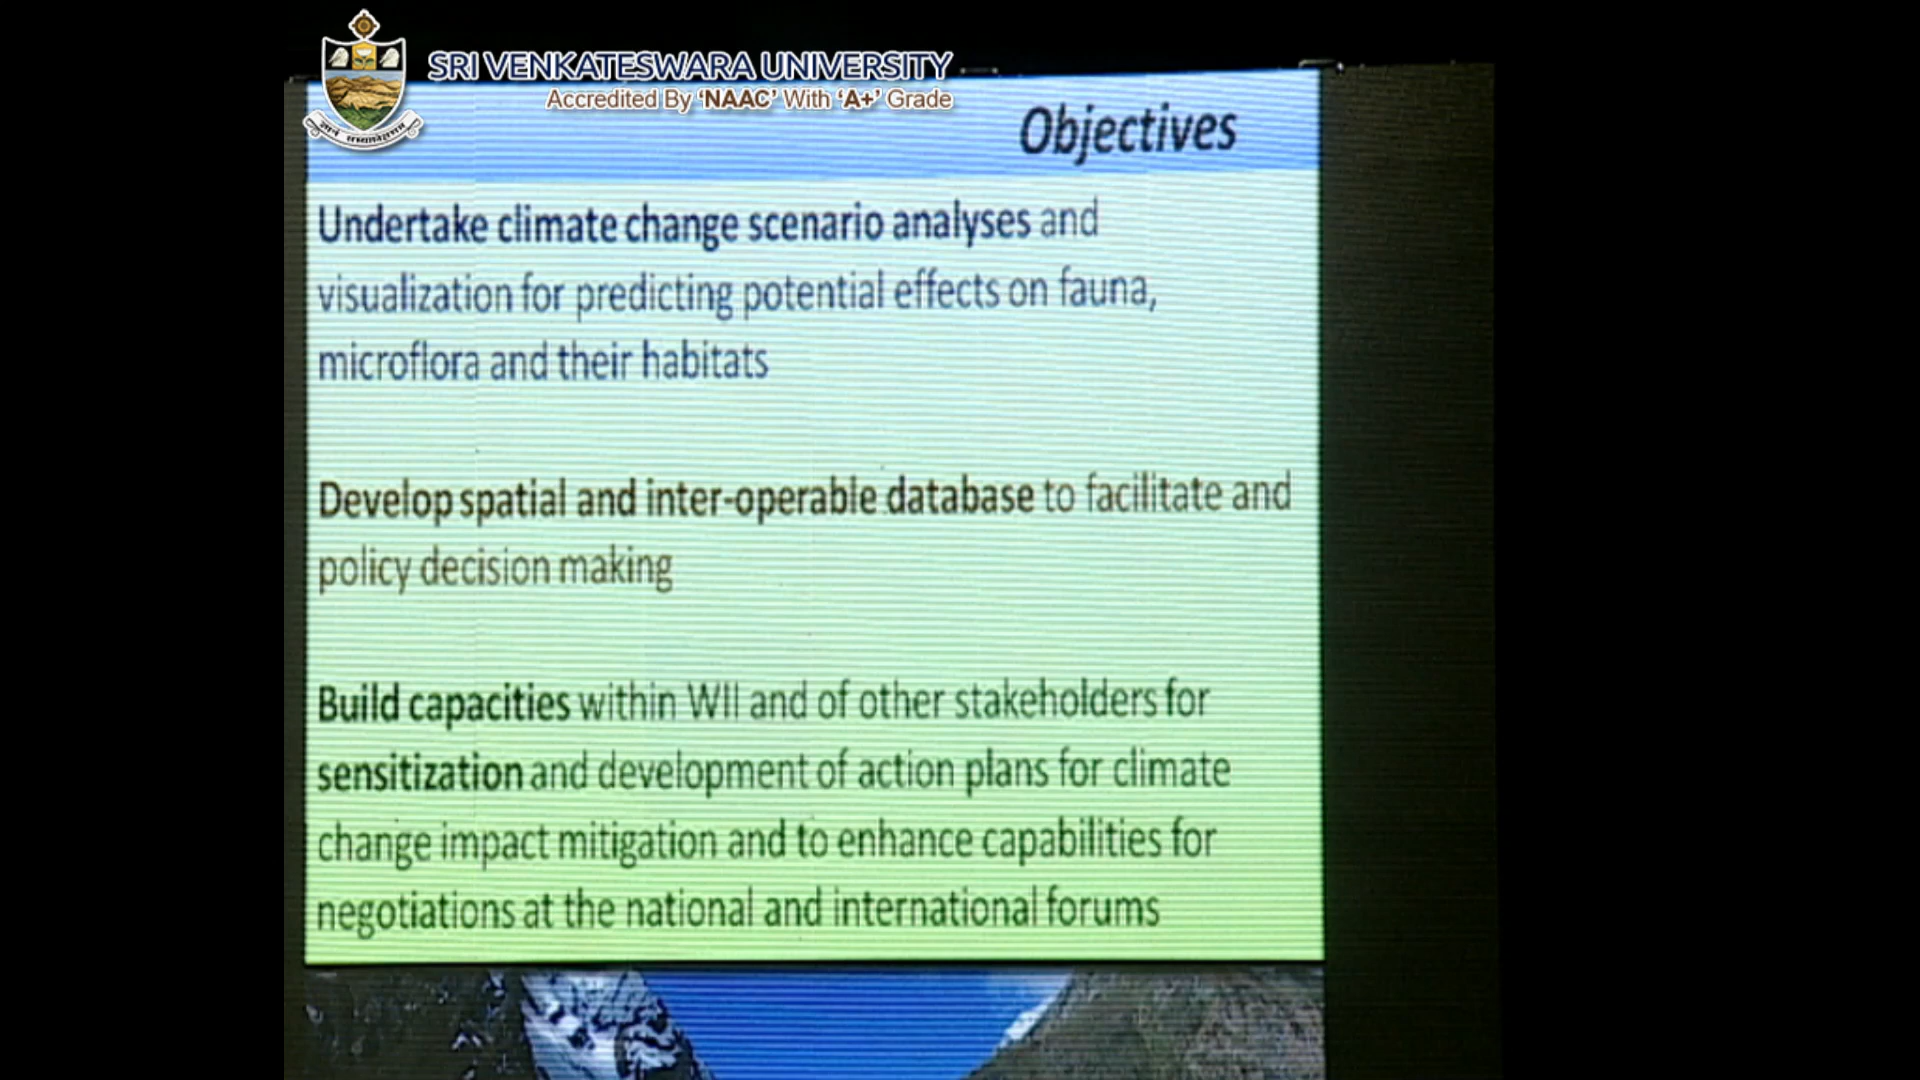 SRI VENKATESWARA UNIVERSITY
Accredited By ‘NAAC’ With ‘A+’ Grade
Objectives
Undertake climate change scenario analyses and
visualization for predicting potential effects on fauna,
microflora and their habitats
Develop spatial and inter-operable database to facilitate and
policy decision making
Build capacities within WII and of other stakeholders for
sensitization and development of action plans for climate
change impact mitigation and to enhance capabilities for
negotiations at the national and international forums